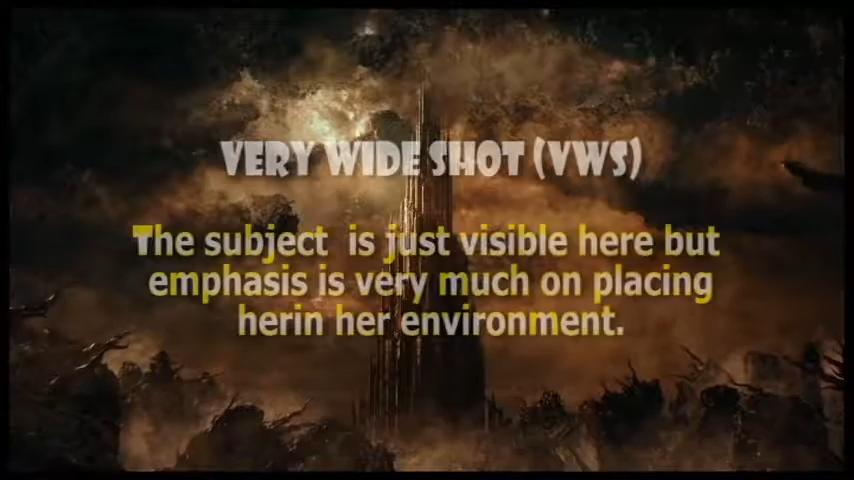 VERY WIDE SHOT (VWS)
The subject is just visible here but
emphasis is very much on placing
herin her environment.